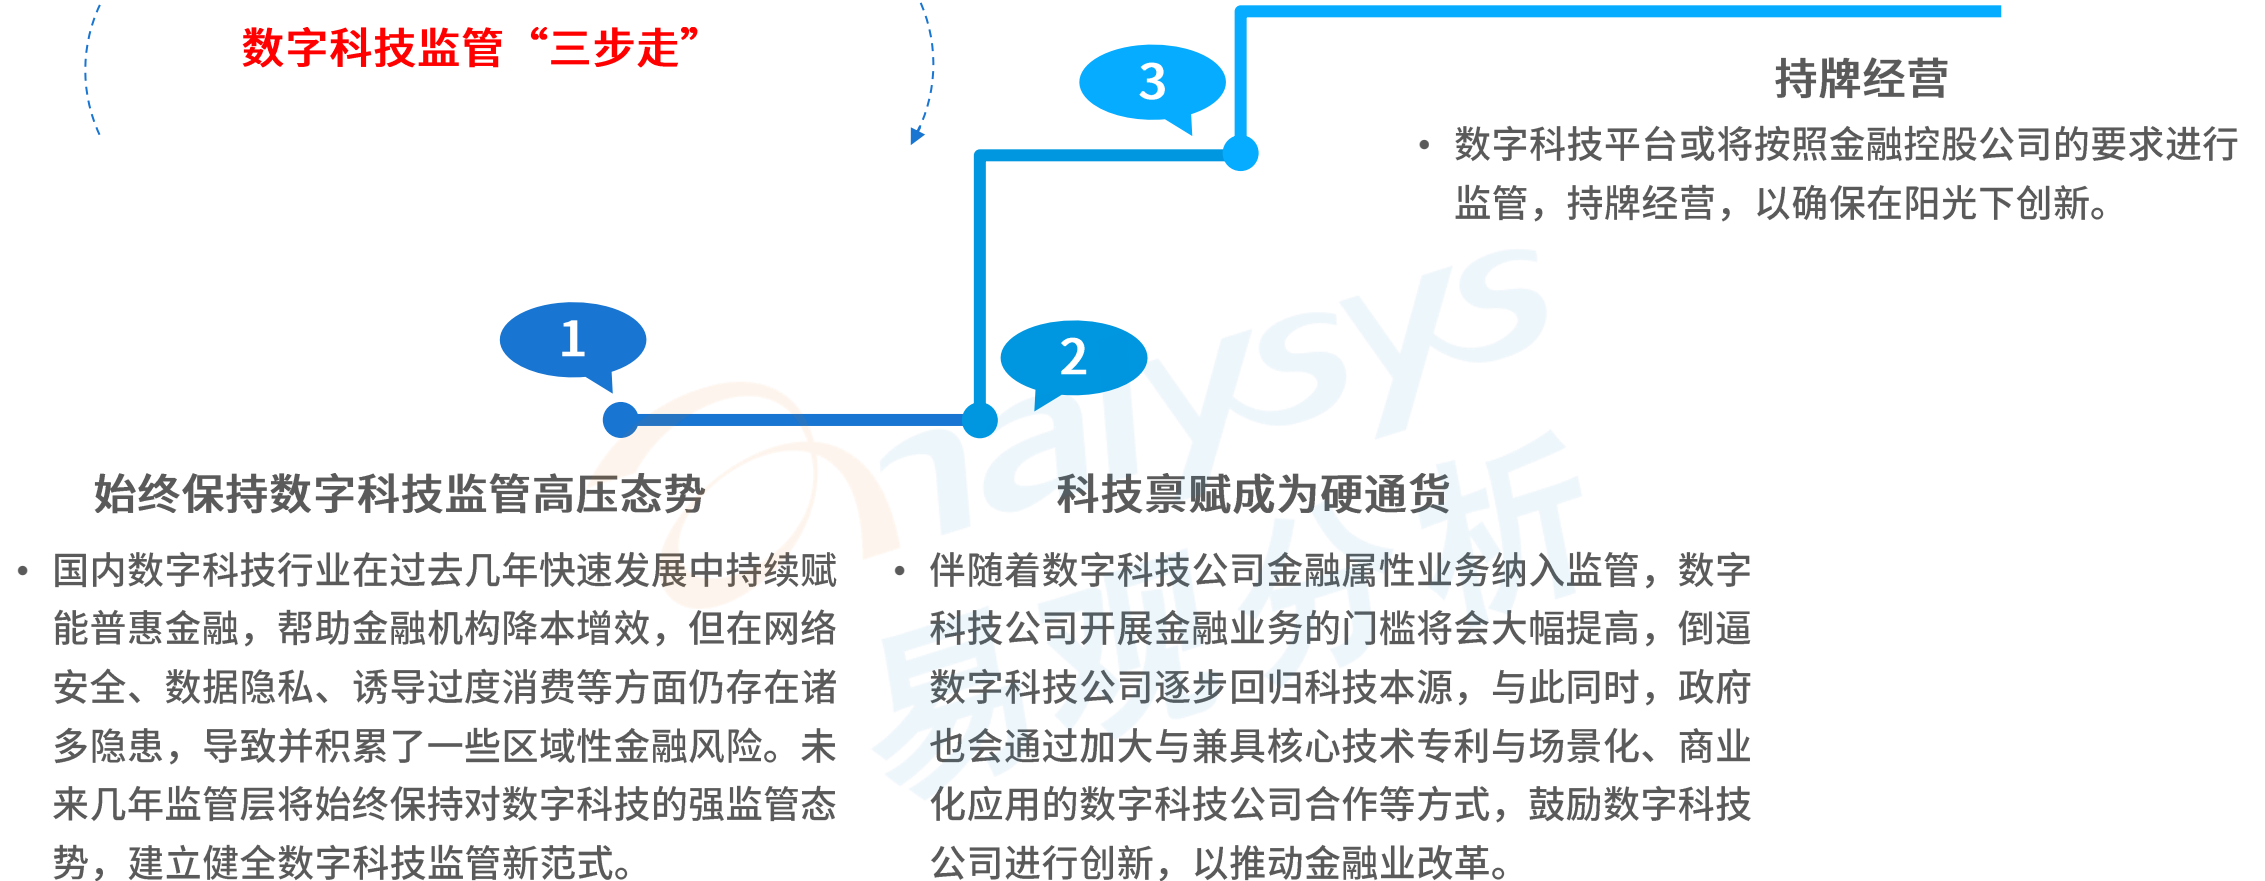 数字科技监管“三步走”
3
持牌经营
• 数字科技平台或将按照金融控股公司的要求进行
监管，持牌经营，以确保在阳光下创新。
1
2
始终保持数字科技监管高压态势
• 国内数字科技行业在过去几年快速发展中持续赋
能普惠金融，帮助金融机构降本增效，但在网络
安全、数据隐私、诱导过度消费等方面仍存在诸
多隐患，导致并积累了一些区域性金融风险。未
来几年监管层将始终保持对数字科技的强监管态
势，建立健全数字科技监管新范式。
科技禀赋成为硬通货
• 伴随着数字科技公司金融属性业务纳入监管，数字
科技公司开展金融业务的门槛将会大幅提高，倒逼
数字科技公司逐步回归科技本源，与此同时，政府
也会通过加大与兼具核心技术专利与场景化、商业
化应用的数字科技公司合作等方式，鼓励数字科技
公司进行创新，以推动金融业改革。
analysys
易观分析